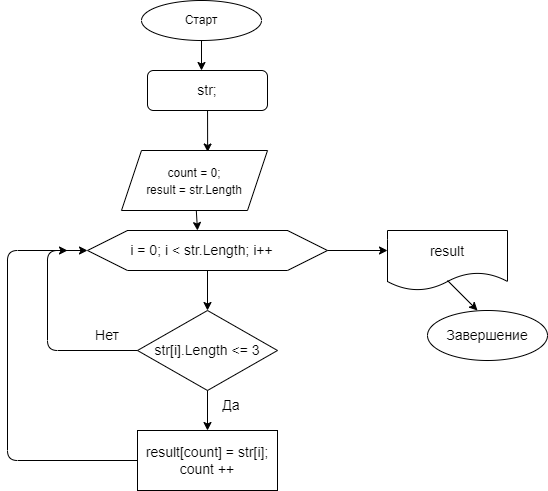 Старт
str;
count = 0;
result = str.Length
i = 0; i < str.Length; i++
result
Нет
str[i].Length <= 3
Завершение
Да
result[count] = str[i];
count ++